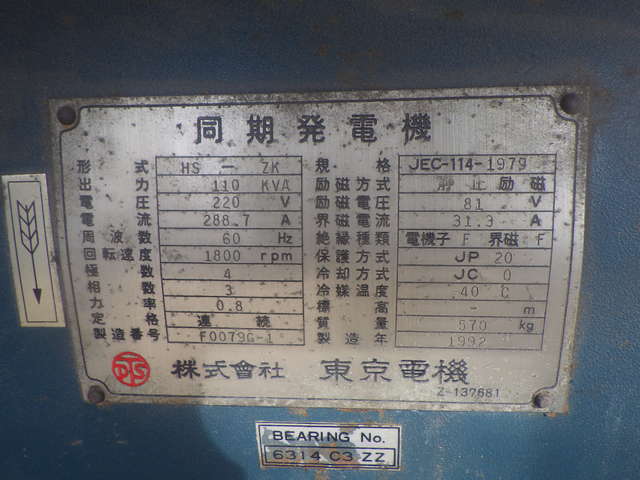 同期発電機
形式 HS － ZK 規格 JEC-114-1979
出力 110 KVA 励磁方式 静止励磁
電圧 220 V 励磁電圧 81 V
電流 288.7 A 界磁電流 31.3 A
周波数 60 Hz 絶縁種類 電機子 F 界磁 F
回転速度 1800 rpm 保護方式 JP 20
極数 4 冷却方式 JC 0
相数 3 冷媒温度 40 C
力率 0.8 標高 - m
定格 連続 質量 570 kg
製造番号 F0079G-1 製造年 1992
株式會社 東京電機
Z-137681
BEARING No.
6314 C3 ZZ